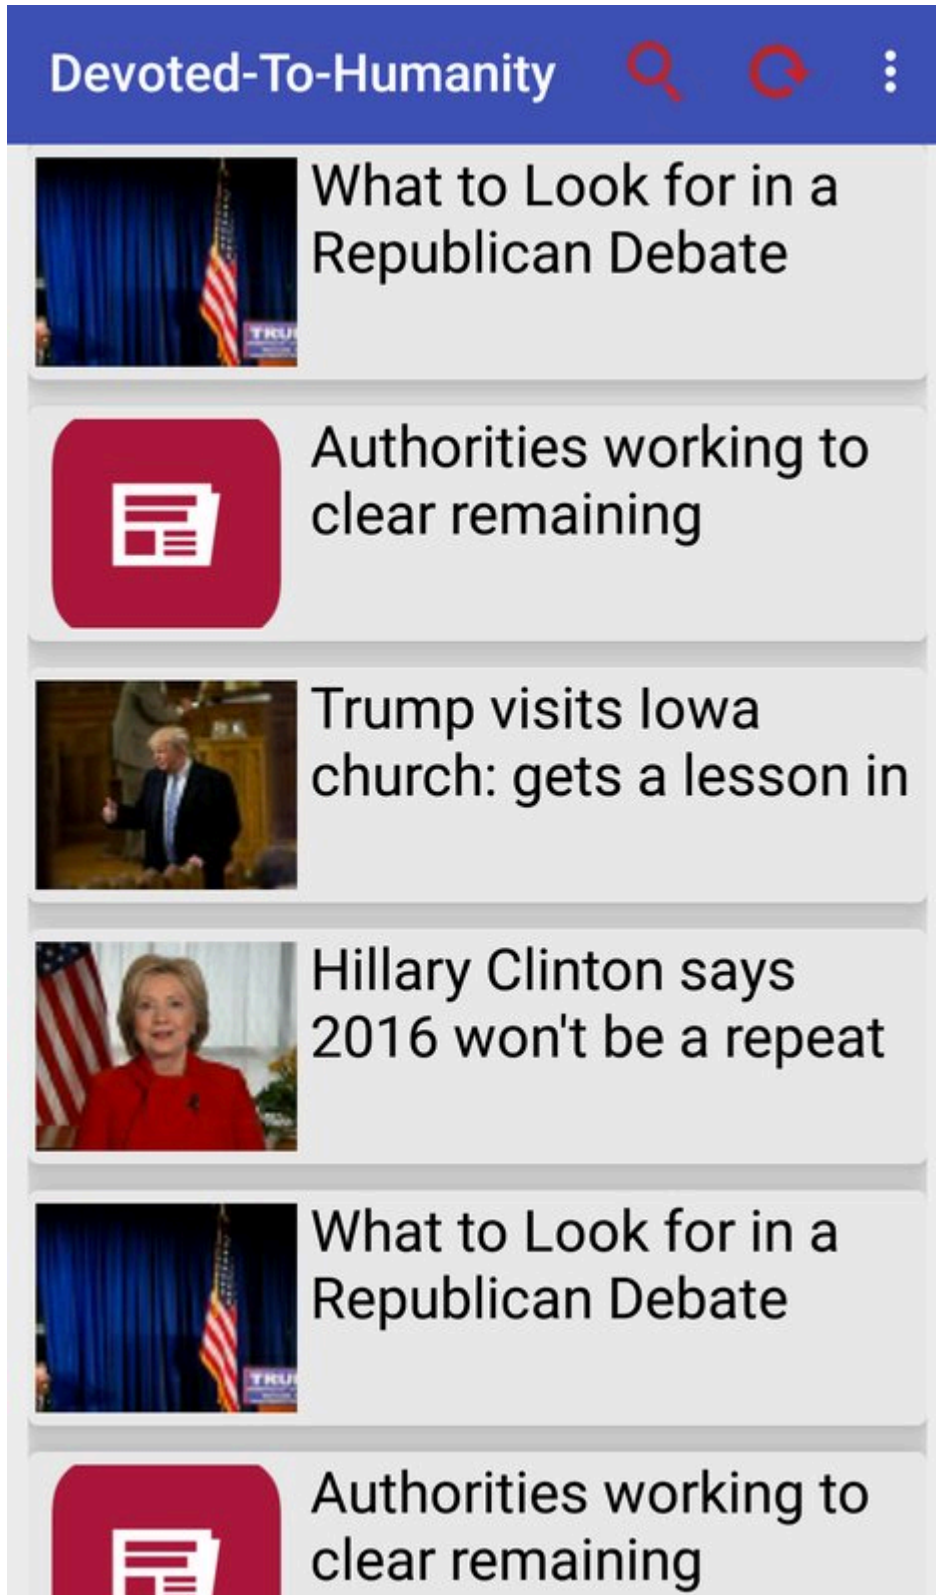 Devoted-To-Humanity
What to Look for in a
Republican Debate
TRU
Authorities working to
clear remaining
Trump visits Iowa
church: gets a lesson in
Hillary Clinton says
2016 won't be a repeat
What to Look for in a
Republican Debate
TRU
Authorities working to
clear remaining